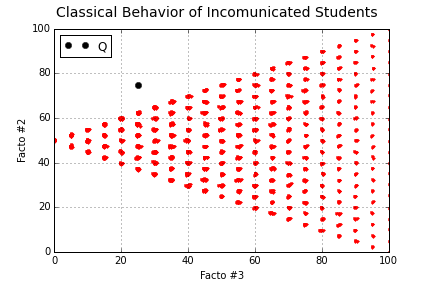 Classical Behavior of Incomunicated Students
100
80
60
40
20
0
Q
Facto #2
0 20 40 60 80 100
Facto #3